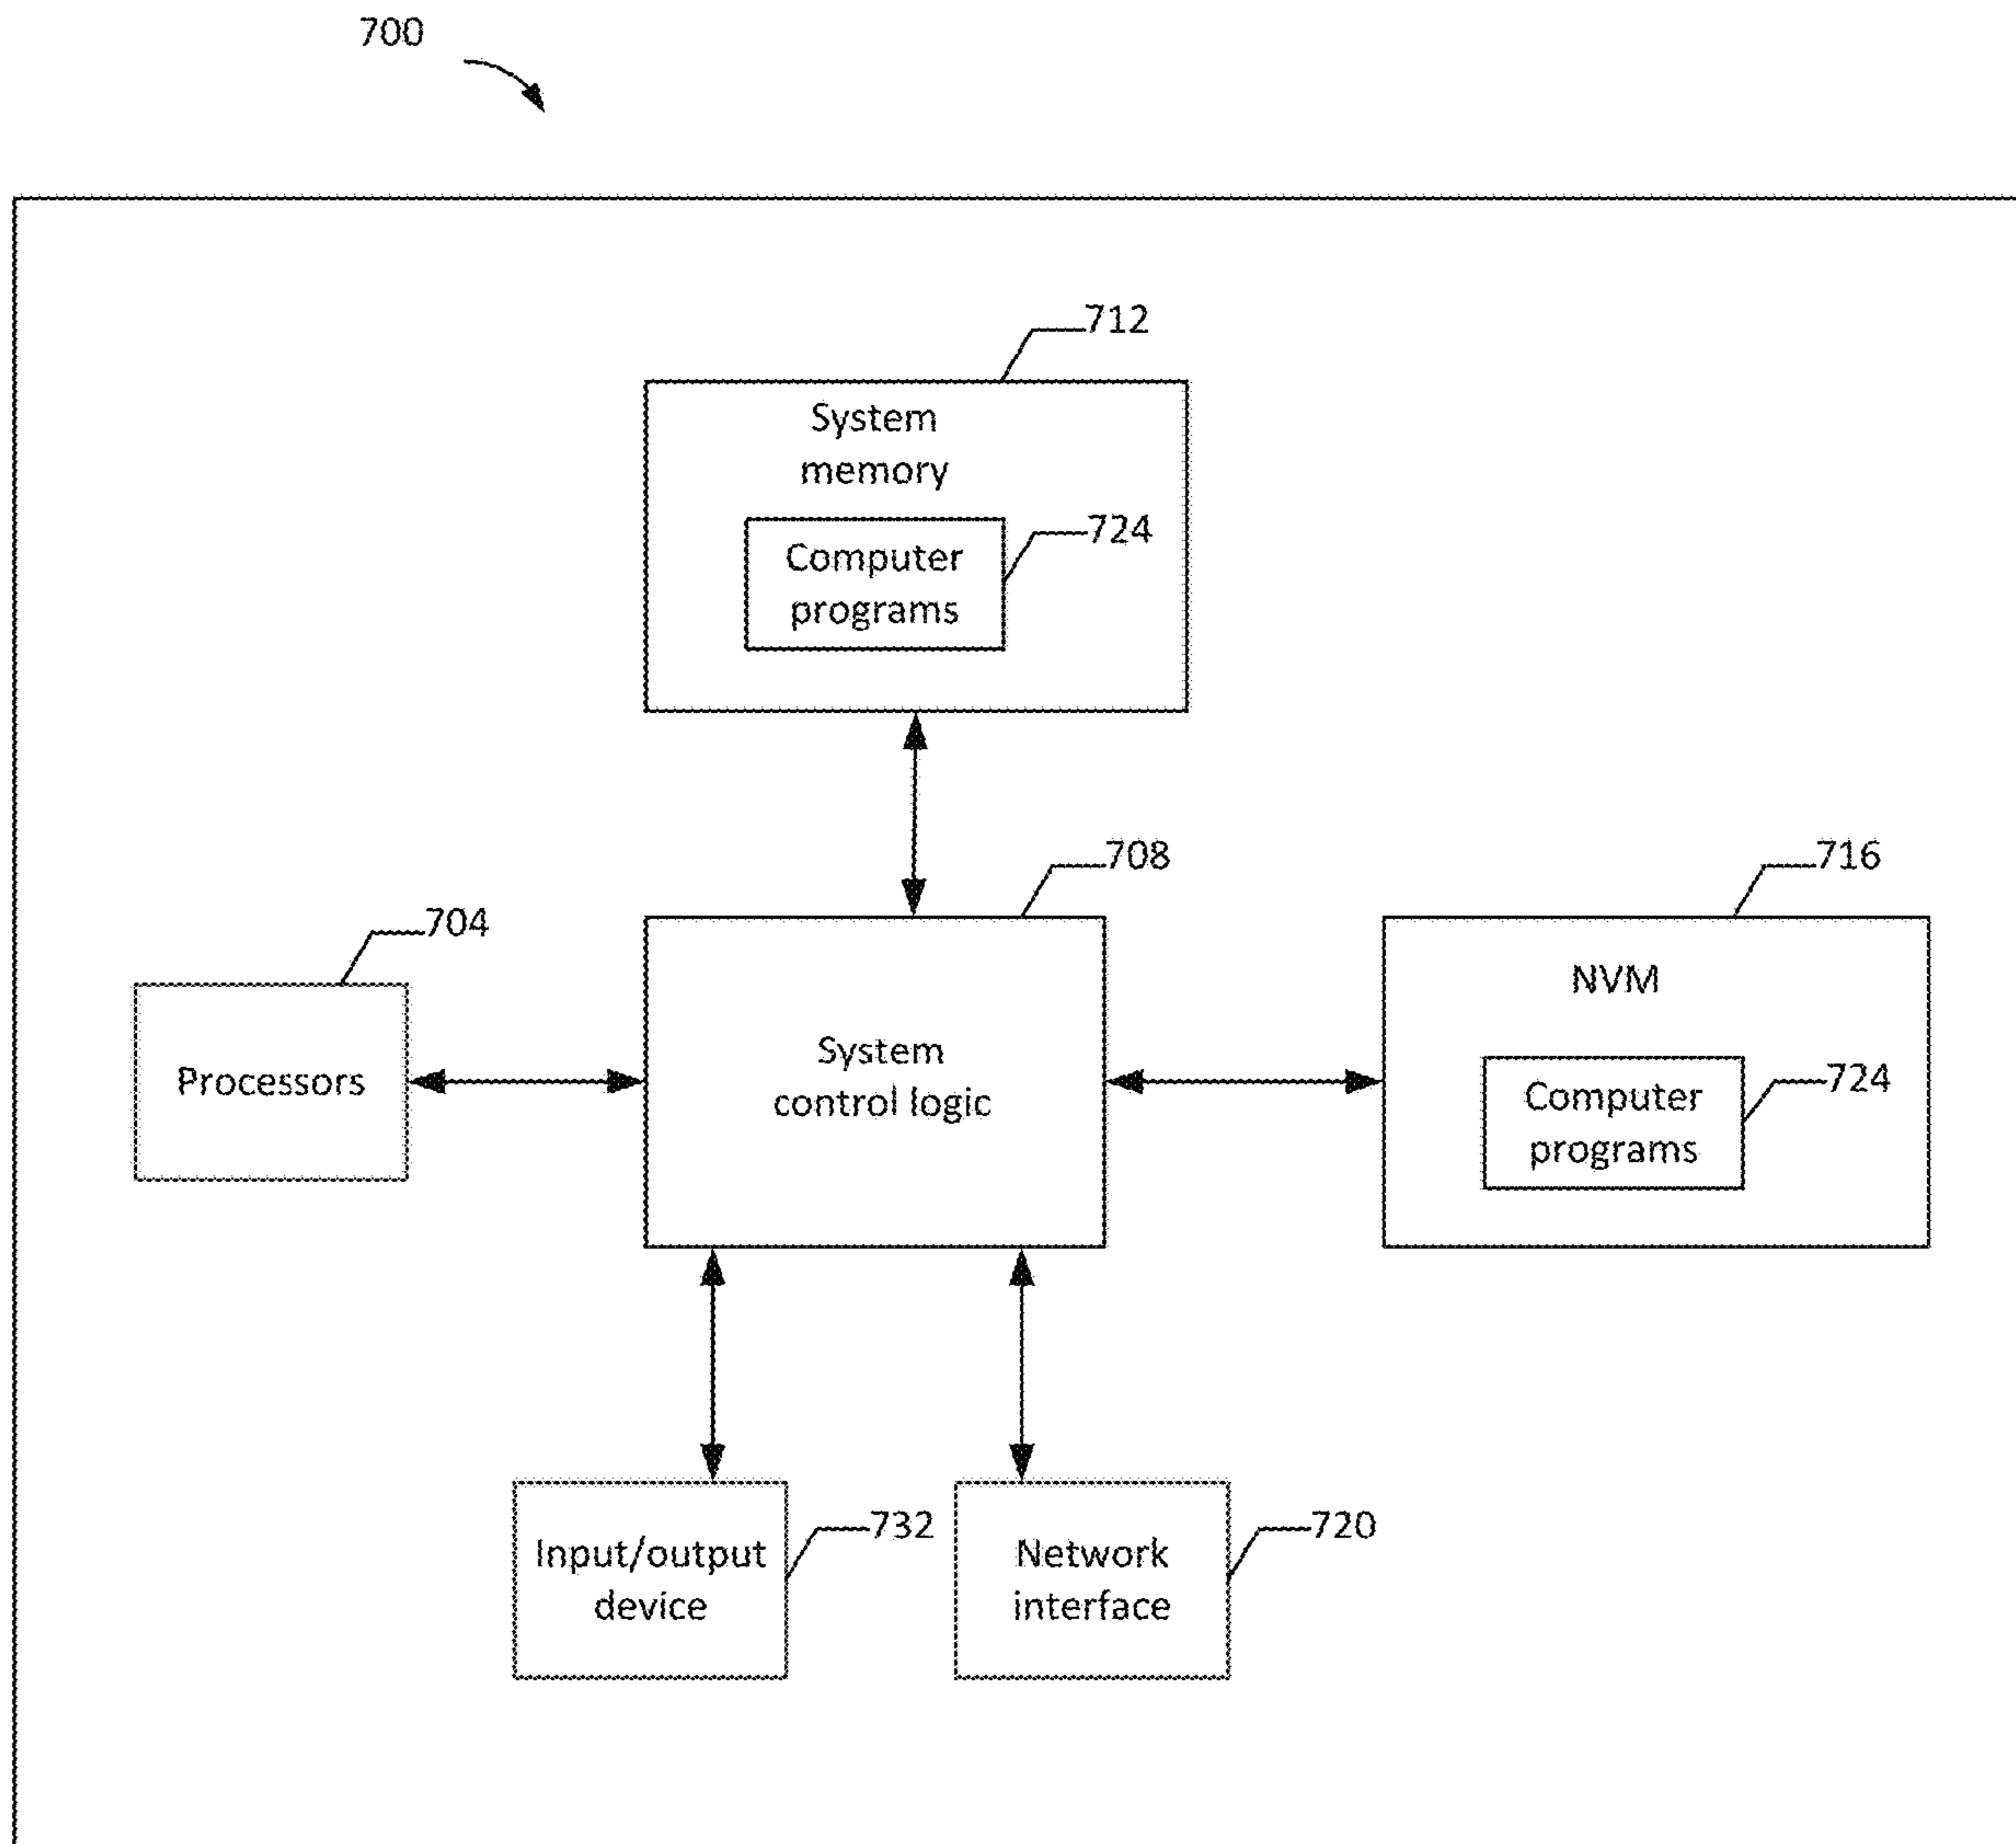 700
712
System
memory
724
Computer
programs
708
716
704
NVM
System
control logic
Processors
724
Computer
programs
732
720
Input/output
device
Network
interface